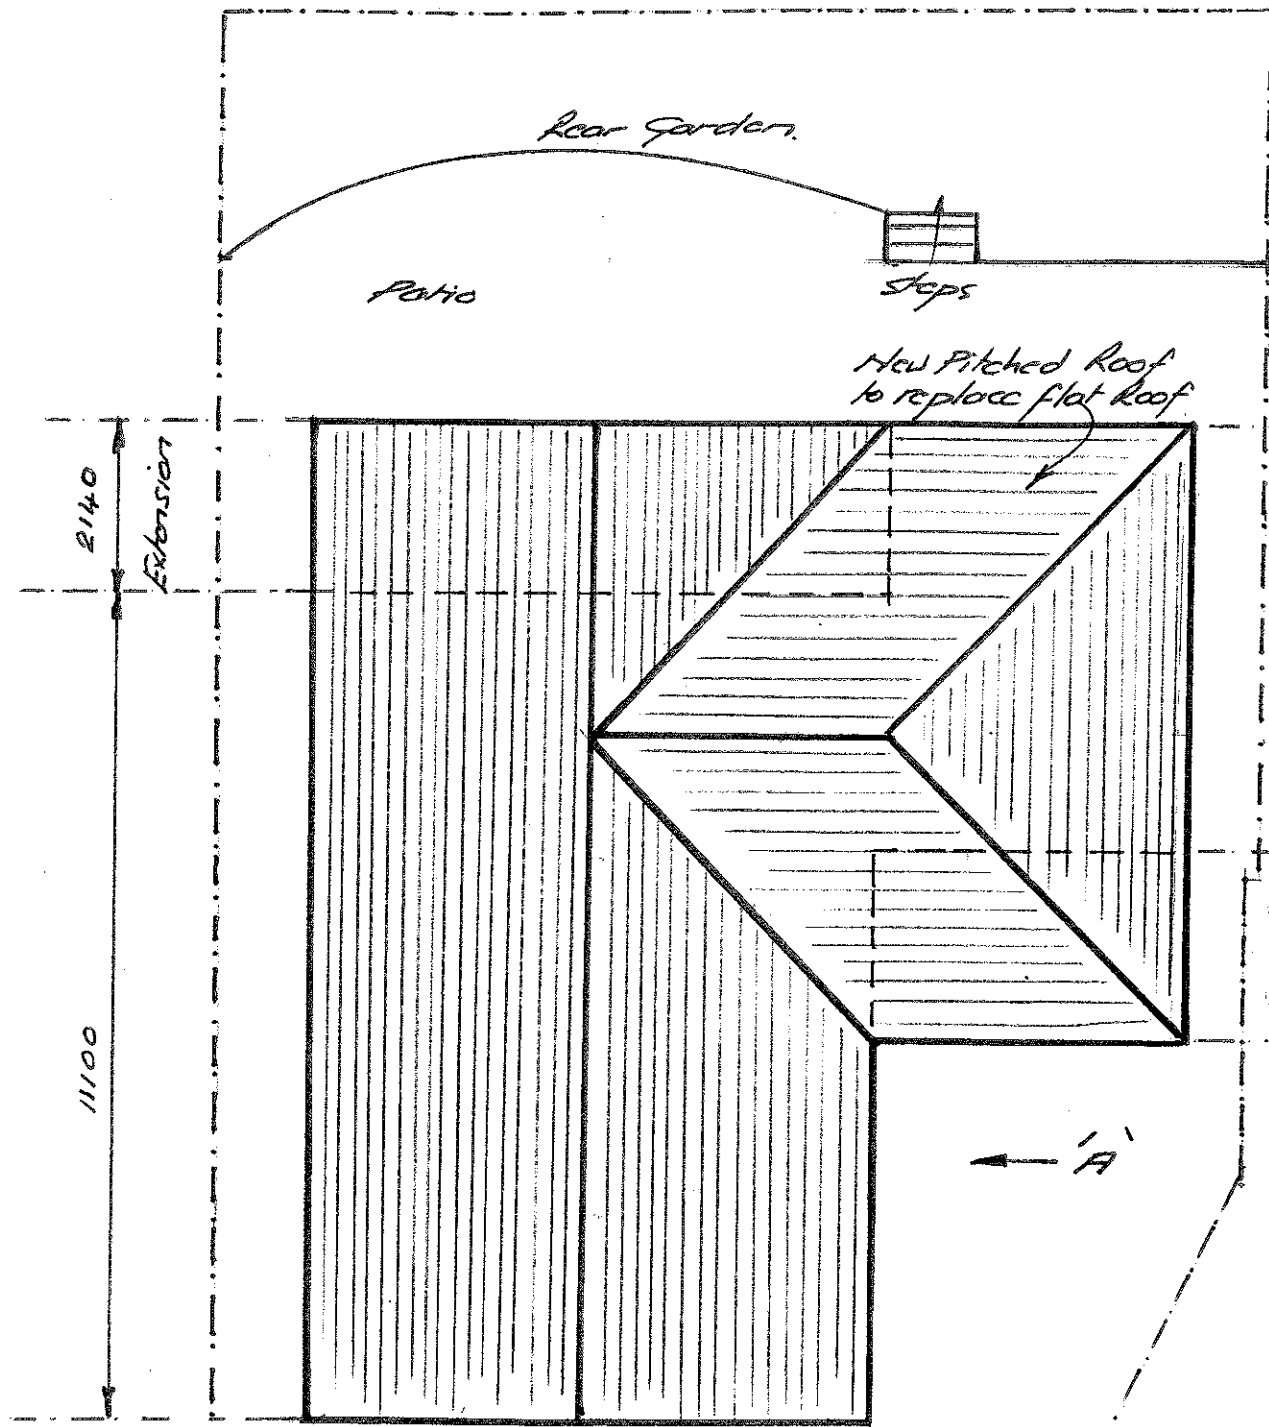 Rear Garden.
Patio
Steps
New Pitched Roof
to replace flat Roof
2140
Extension
11100
'A'